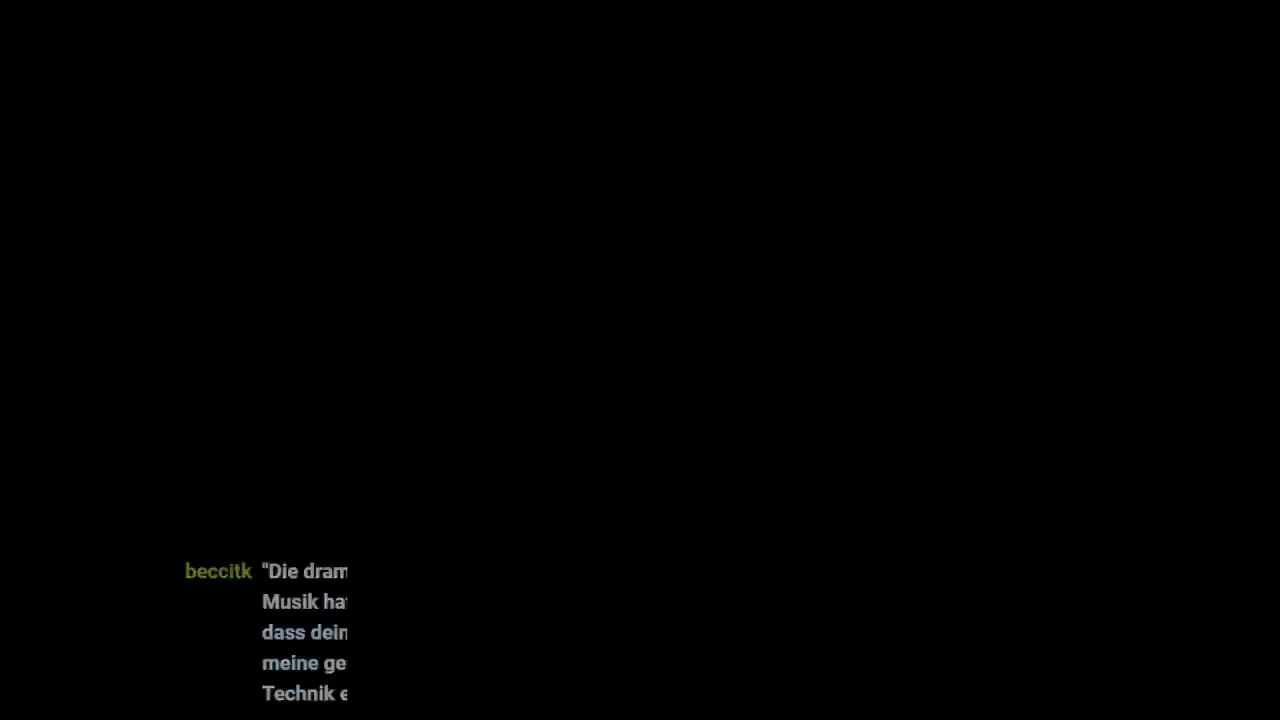 beccitk "Die dram
Musik ha
dass dein
meine ge
Technik e